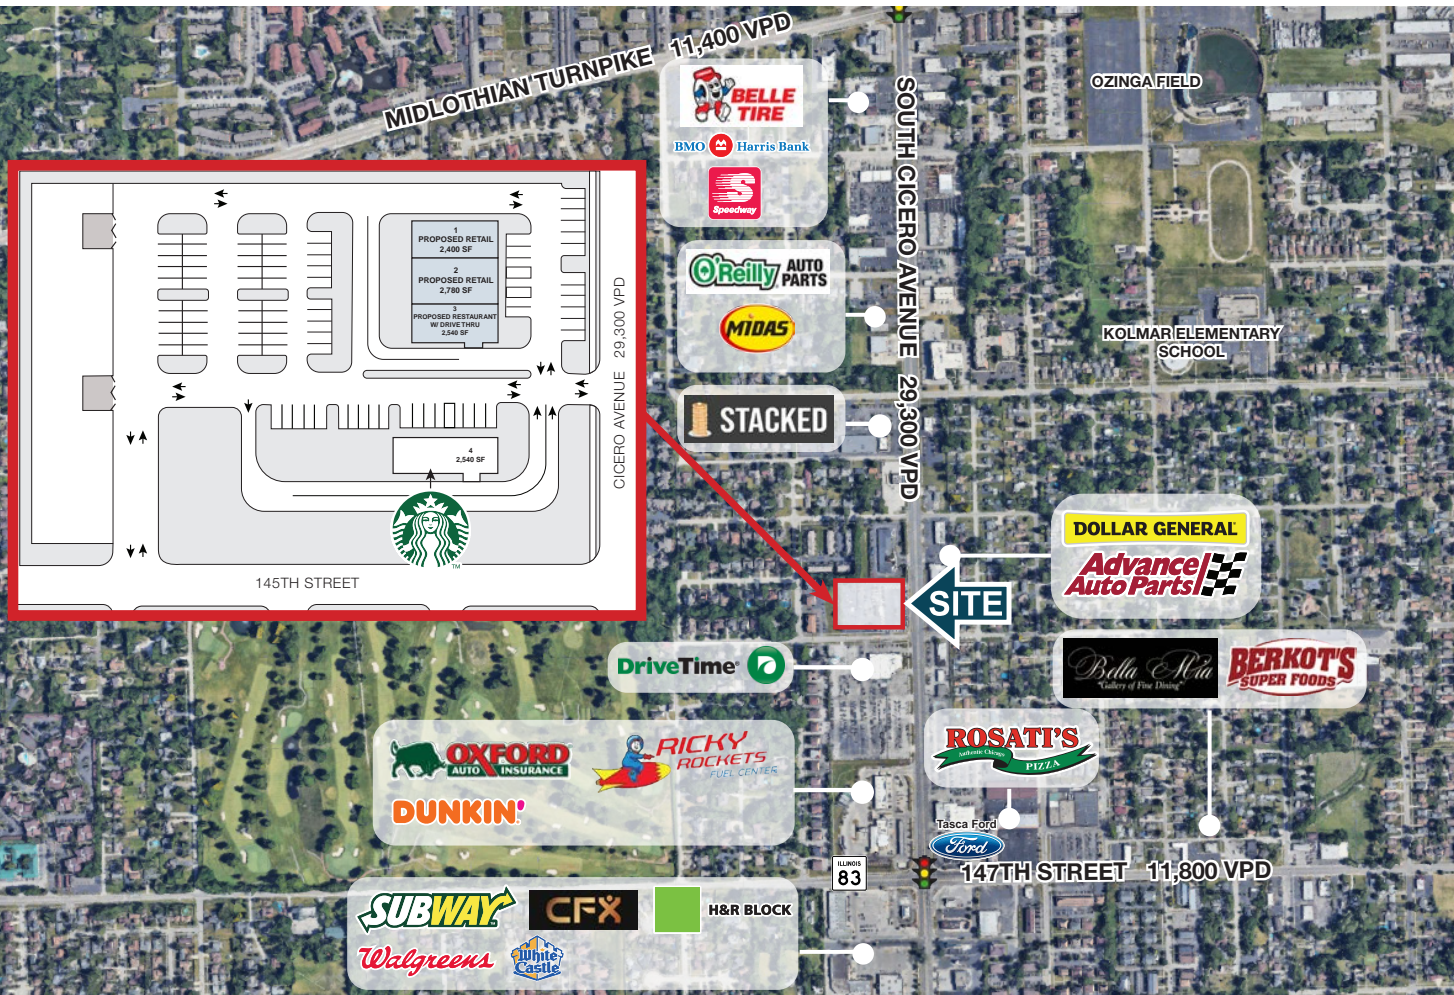 MIDLOTHIAN TURNPIKE 11,400 VPD
SOUTH CICERO AVENUE 29,300 VPD
BELLE
TIRE
BMO Harris Bank
S
Speedway
OZINGA FIELD
O'Reilly AUTO
PARTS
MIDAS
KOLMAR ELEMENTARY
SCHOOL
STACKED
1
PROPOSED RETAIL
2,400 SF
2
PROPOSED RETAIL
2,780 SF
3
PROPOSED RESTAURANT
W/ DRIVE THRU
2,540 SF
4
2,540 SF
CICERO AVENUE 29,300 VPD
TM
145TH STREET
DOLLAR GENERAL
Advance
Auto Parts
SITE
DriveTime
Bella Mia
"Gallery of Fine Dining"
BERKOT'S
SUPER FOODS
ROSATI'S
Authentic Chicago
PIZZA
OXFORD
AUTO INSURANCE
RICKY
ROCKETS
FUEL CENTER
DUNKIN'
Tasca Ford
Ford
ILLINOIS
83
147TH STREET 11,800 VPD
SUBWAY
CFX
H&R BLOCK
Walgreens
White
Castle